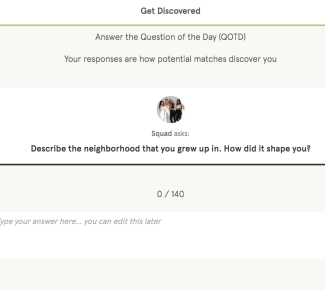 Get Discovered
Answer the Question of the Day (QOTD)
Your responses are how potential matches discover you
Squad asks:
Describe the neighborhood that you grew up in. How did it shape you?
0 / 140
ype your answer here... you can edit this later